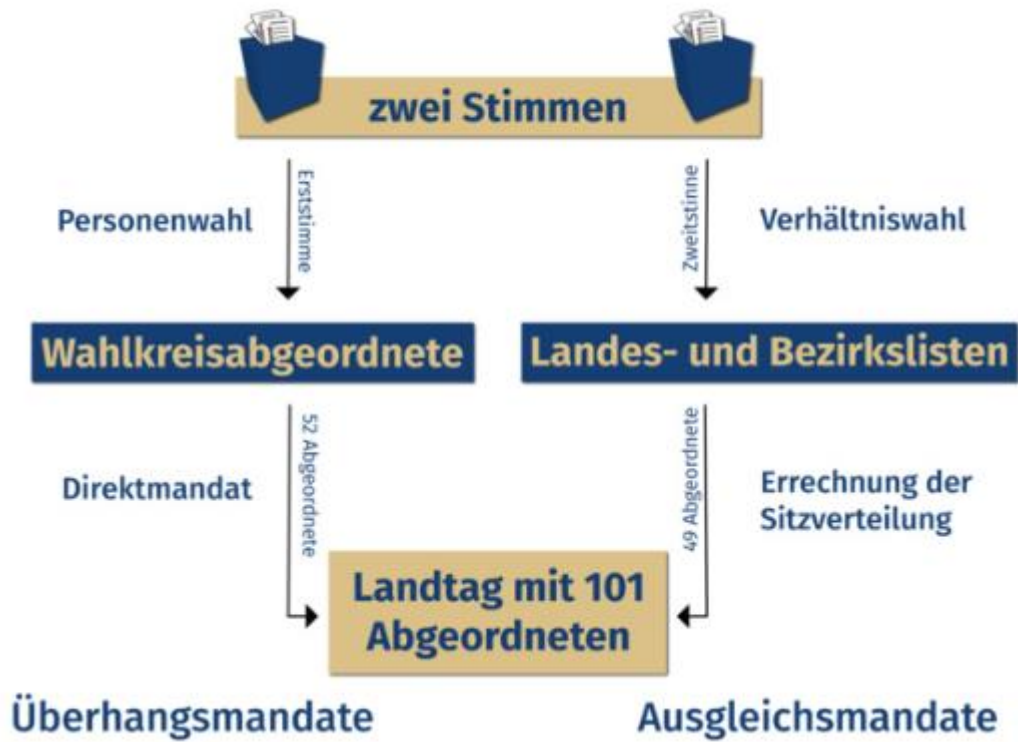 zwei Stimmen
Personenwahl
Erststimme
Zweitstinne
Verhältniswahl
Wahlkreisabgeordnete
Landes- und Bezirkslisten
Direktmandat
52 Abgeordnete
49 Abgeordnete
Errechnung der
Sitzverteilung
Landtag mit 101
Abgeordneten
Überhangsmandate
Ausgleichsmandate